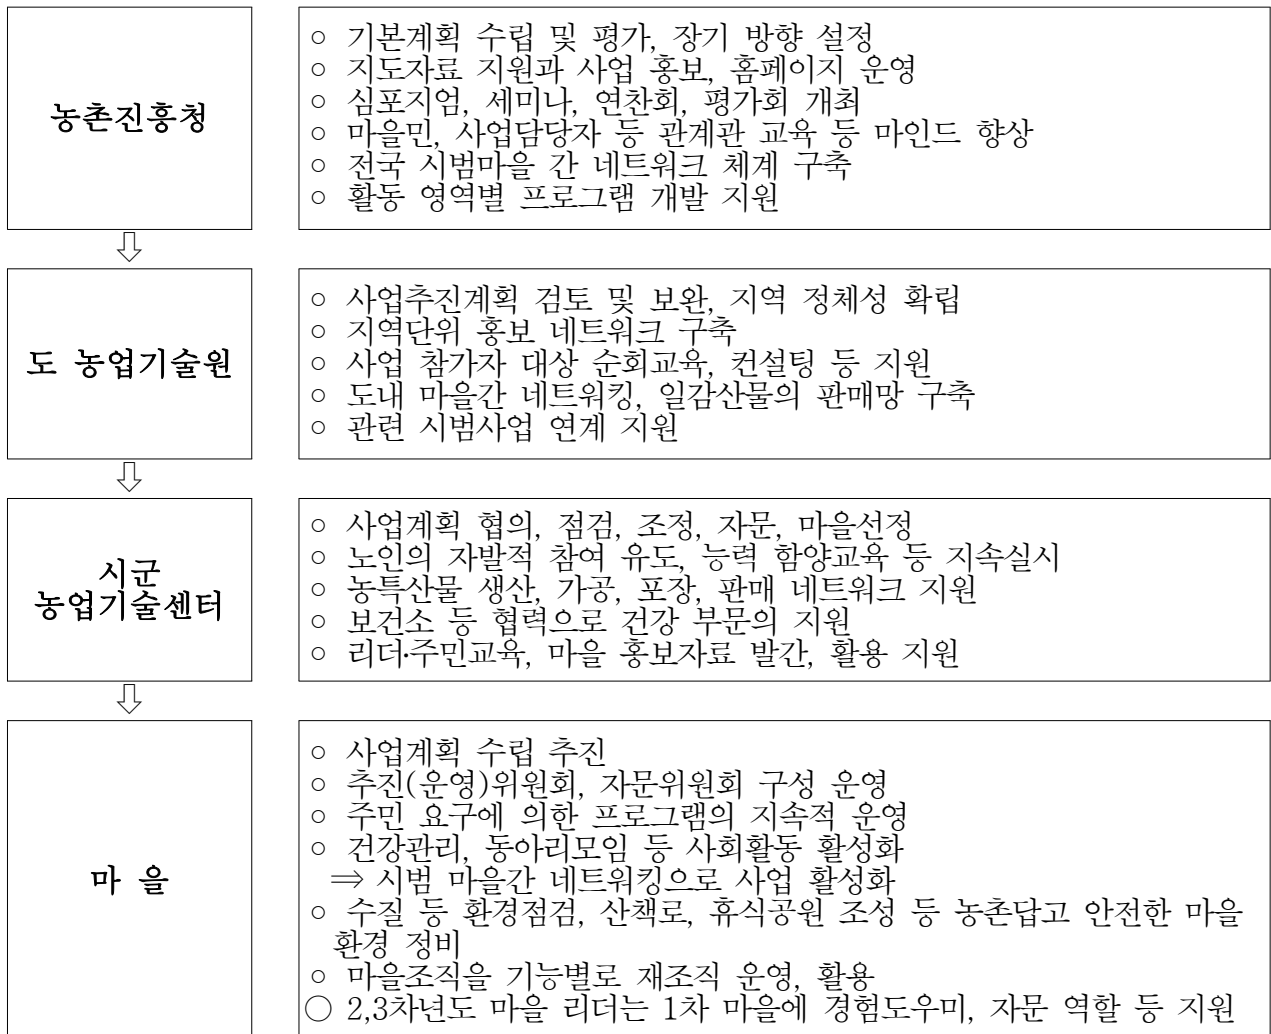 농촌진흥청
○ 기본계획 수립 및 평가, 장기 방향 설정
○ 지도자료 지원과 사업 홍보, 홈페이지 운영
○ 심포지엄, 세미나, 연찬회, 평가회 개최
○ 마을민, 사업담당자 등 관계관 교육 등 마인드 향상
○ 전국 시범마을 간 네트워크 체계 구축
○ 활동 영역별 프로그램 개발 지원
⇩
도 농업기술원
○ 사업추진계획 검토 및 보완, 지역 정체성 확립
○ 지역단위 홍보 네트워크 구축
○ 사업 참가자 대상 순회교육, 컨설팅 등 지원
○ 도내 마을간 네트워킹, 일감산물의 판매망 구축
○ 관련 시범사업 연계 지원
⇩
시군
농업기술센터
○ 사업계획 협의, 점검, 조정, 자문, 마을선정
○ 노인의 자발적 참여 유도, 능력 함양교육 등 지속실시
○ 농특산물 생산, 가공, 포장, 판매 네트워크 지원
○ 보건소 등 협력으로 건강 부문의 지원
○ 리더·주민교육, 마을 홍보자료 발간, 활용 지원
⇩
마 을
○ 사업계획 수립 추진
○ 추진(운영)위원회, 자문위원회 구성 운영
○ 주민 요구에 의한 프로그램의 지속적 운영
○ 건강관리, 동아리모임 등 사회활동 활성화
⇒ 시범 마을간 네트워킹으로 사업 활성화
○ 수질 등 환경점검, 산책로, 휴식공원 조성 등 농촌답고 안전한 마을
환경 정비
○ 마을조직을 기능별로 재조직 운영, 활용
○ 2,3차년도 마을 리더는 1차 마을에 경험도우미, 자문 역할 등 지원